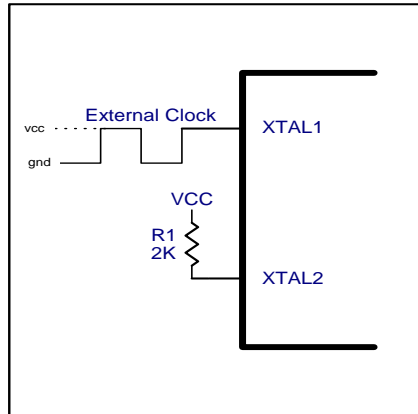 External Clock
vcc
gnd
XTAL1
VCC
R1
2K
XTAL2